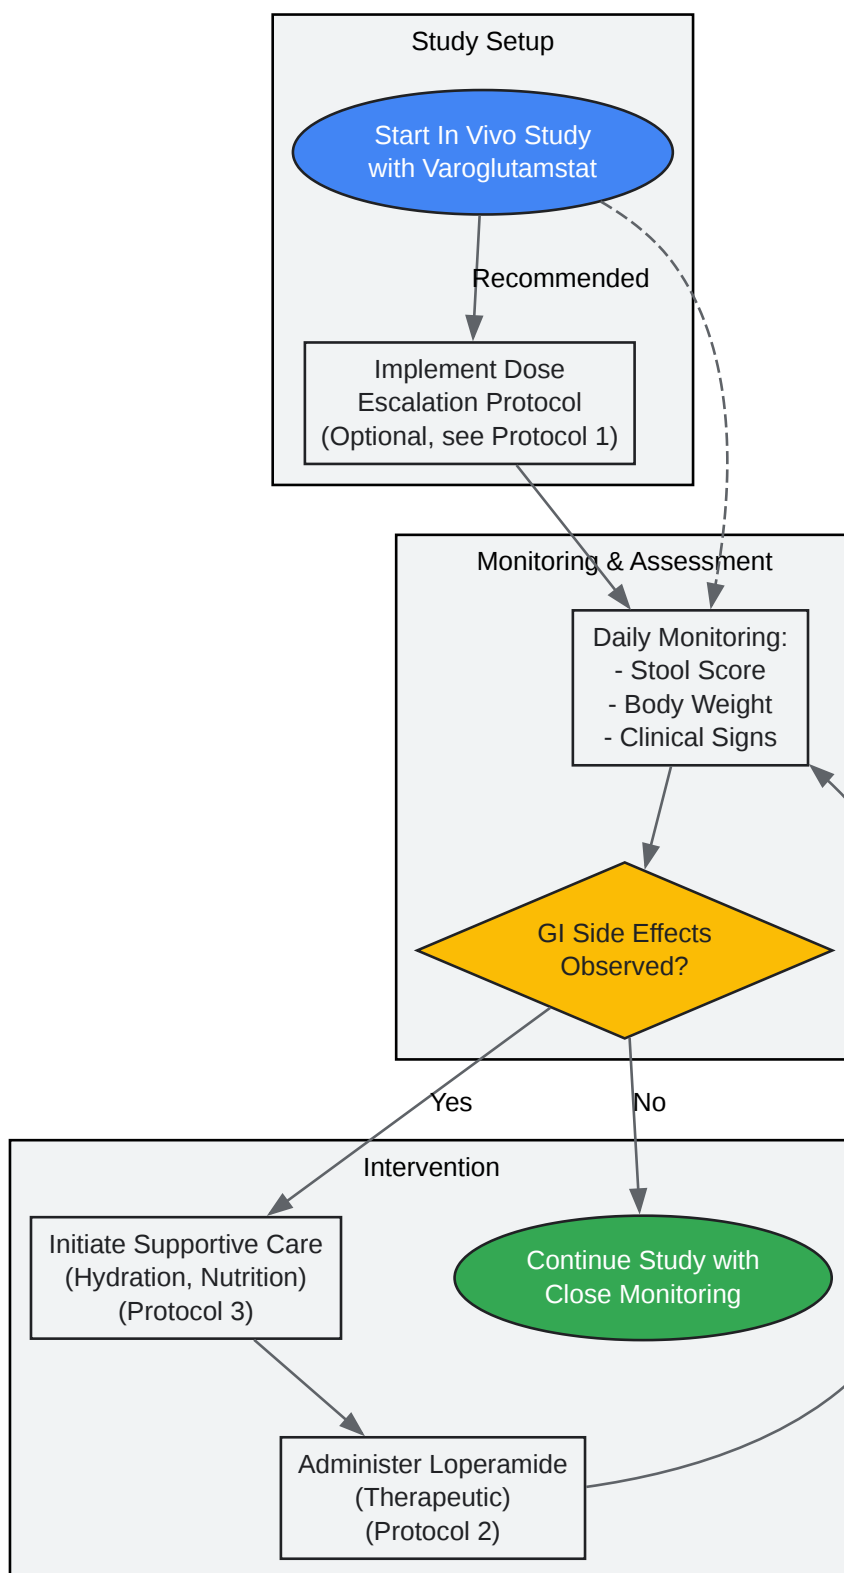 Study Setup
Start In Vivo Study
with Varoglutamstat
Recommended
Implement Dose
Escalation Protocol
(Optional, see Protocol 1)
Monitoring & Assessment
Daily Monitoring:
- Stool Score
- Body Weight
- Clinical Signs
GI Side Effects
Observed?
Yes
No
Intervention
Initiate Supportive Care
(Hydration, Nutrition)
(Protocol 3)
Continue Study with
Close Monitoring
Administer Loperamide
(Therapeutic)
(Protocol 2)